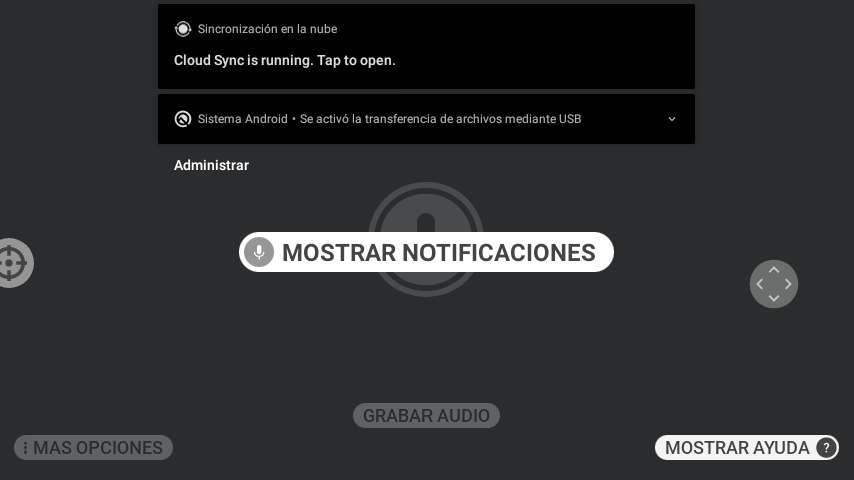 Sincronización en la nube
Cloud Sync is running. Tap to open.
Sistema Android • Se activó la transferencia de archivos mediante USB
Administrar
MOSTRAR NOTIFICACIONES
GRABAR AUDIO
MAS OPCIONES
MOSTRAR AYUDA ?